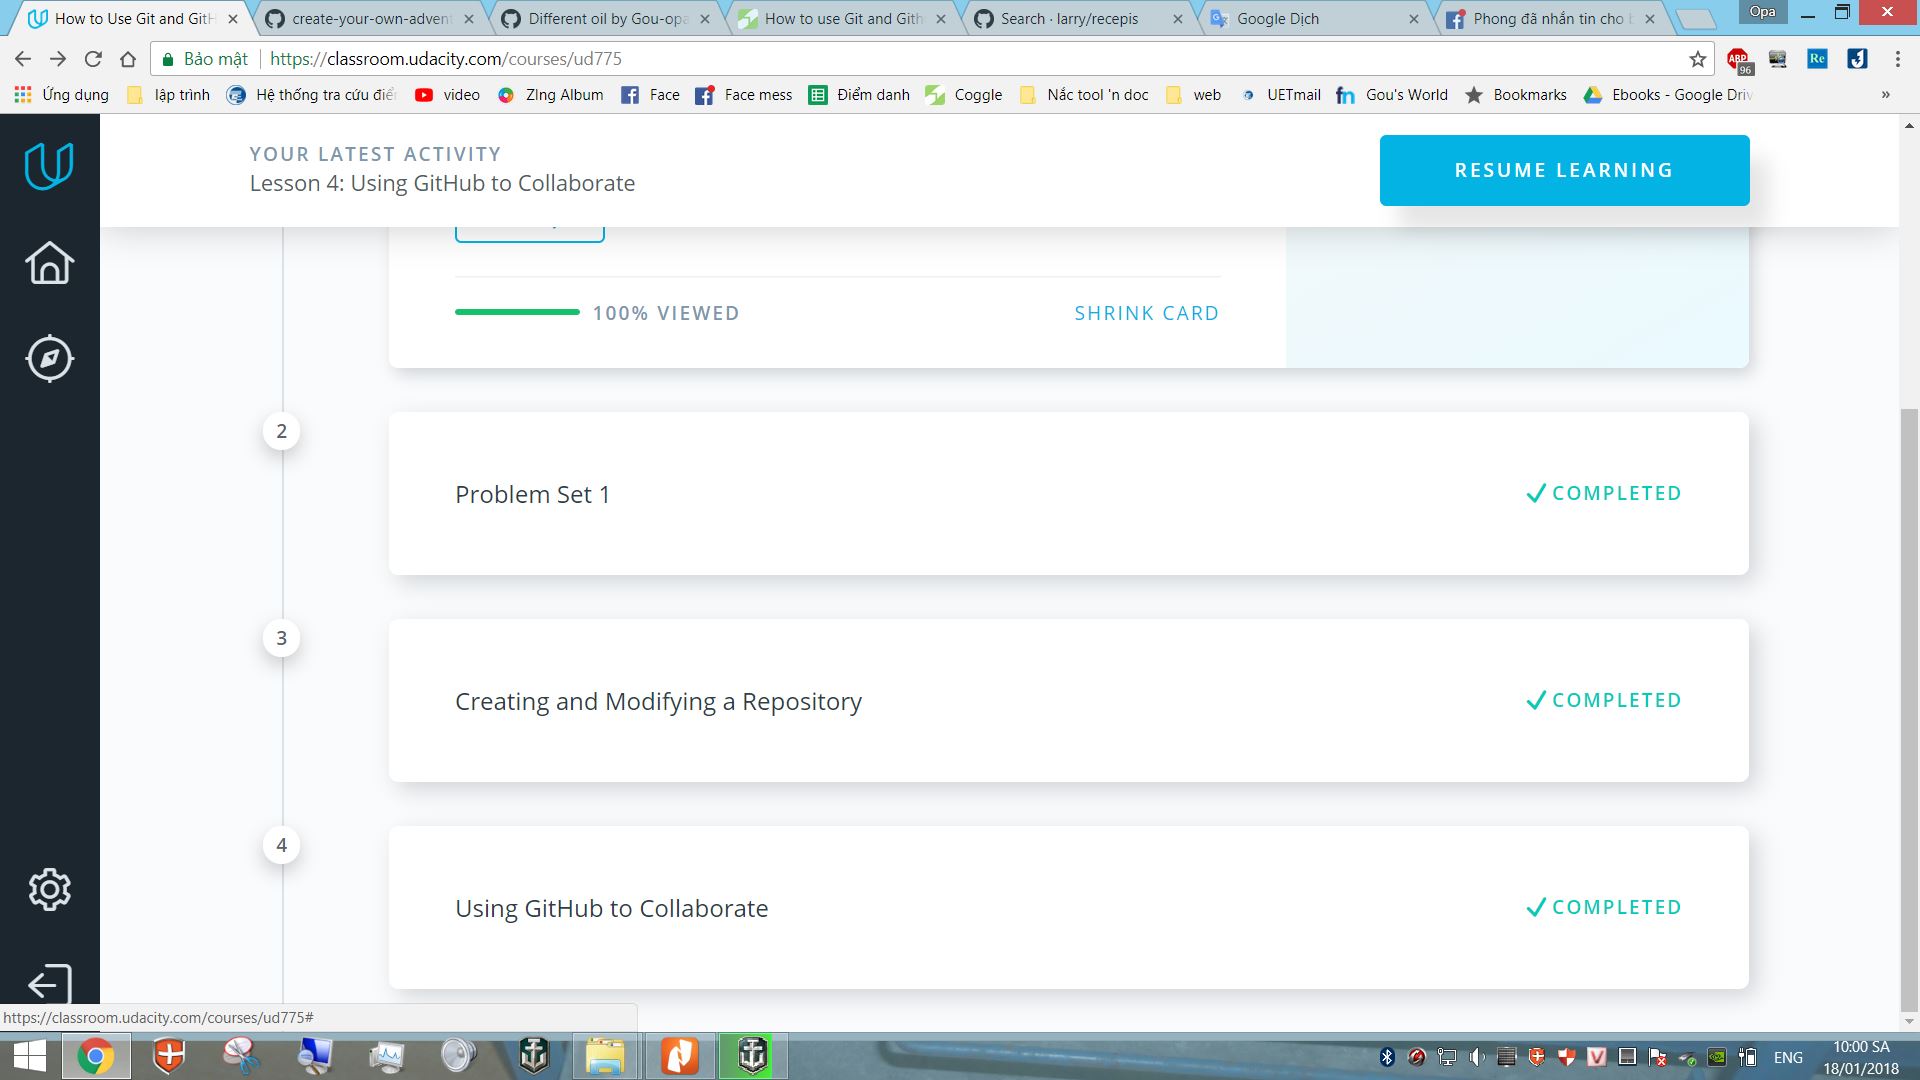 How to Use Git and GitH
create-your-own-advent
Different oil by Gou-opa
How to use Git and Gith
Search · larry/recepis
Google Dịch
Phong đã nhắn tin cho b
Opa
Bảo mật
https://classroom.udacity.com/courses/ud775
ABP
96
Re
Ứng dụng
lập trình
Hệ thống tra cứu điể
video
ZIng Album
Face
Face mess
Điểm danh
Coggle
Nắc tool 'n doc
web
UETmail
fn
Gou's World
Bookmarks
Ebooks - Google Driv
»
YOUR LATEST ACTIVITY
Lesson 4: Using GitHub to Collaborate
RESUME LEARNING
100% VIEWED
SHRINK CARD
2
Problem Set 1
COMPLETED
3
Creating and Modifying a Repository
COMPLETED
4
Using GitHub to Collaborate
COMPLETED
https://classroom.udacity.com/courses/ud775#
ENG
10:00 SA
18/01/2018